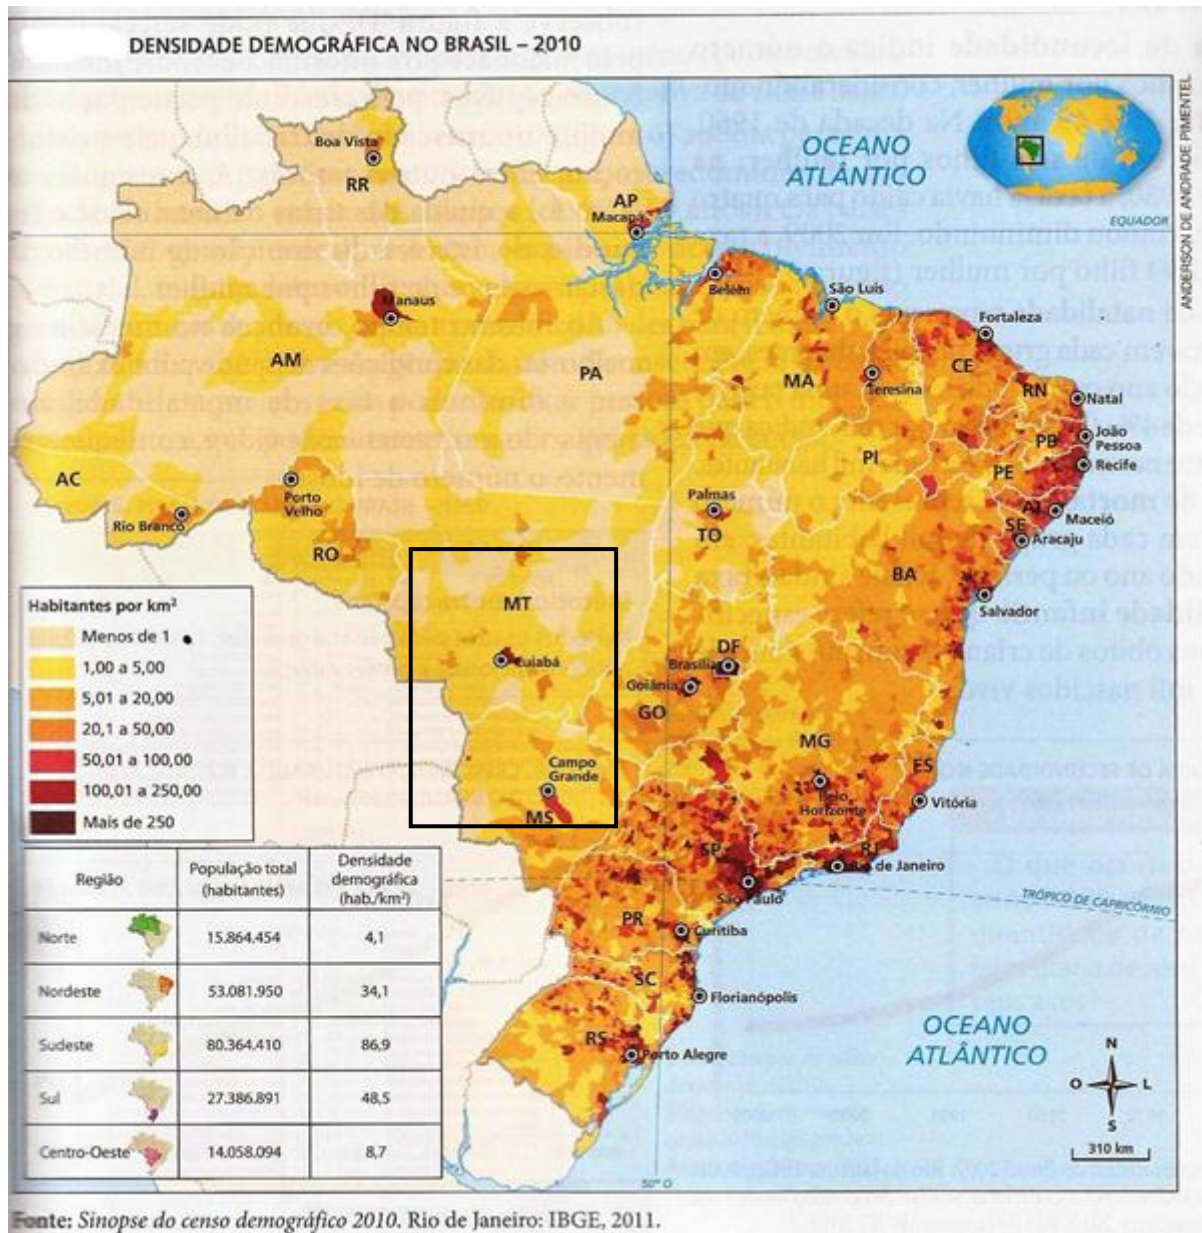 DENSIDADE DEMOGRÁFICA NO BRASIL – 2010
ANDERSON DE ANDRADE PIMENTEL
OCEANO
ATLÂNTICO
EQUADOR
Boa Vista
RR
AP
Macapá
Belém
São Luís
Fortaleza
Manaus
AM
PA
MA
Teresina
CE
RN
Natal
PB
João
Pessoa
PI
PE
Recife
AC
Porto
Velho
Rio Branco
RO
Palmas
TO
AL
Maceió
SE
Aracaju
BA
Salvador
MT
Cuiabá
DF
Brasília
Goiânia
GO
MG
Campo
Grande
MS
Belo
Horizonte
ES
Vitória
SP
RJ
Rio de Janeiro
São Paulo
TRÓPICO DE CAPRICÓRNIO
PR
Curitiba
SC
Florianópolis
RS
Porto Alegre
OCEANO
ATLÂNTICO
50° O
N
O L
S
310 km
Habitantes por km²
Menos de 1
1,00 a 5,00
5,01 a 20,00
20,1 a 50,00
50,01 a 100,00
100,01 a 250,00
Mais de 250
Região População total (habitantes) Densidade demográfica (hab./km²)
Norte 15.864.454 4,1
Nordeste 53.081.950 34,1
Sudeste 80.364.410 86,9
Sul 27.386.891 48,5
Centro-Oeste 14.058.094 8,7
Fonte: Sinopse do censo demográfico 2010. Rio de Janeiro: IBGE, 2011.